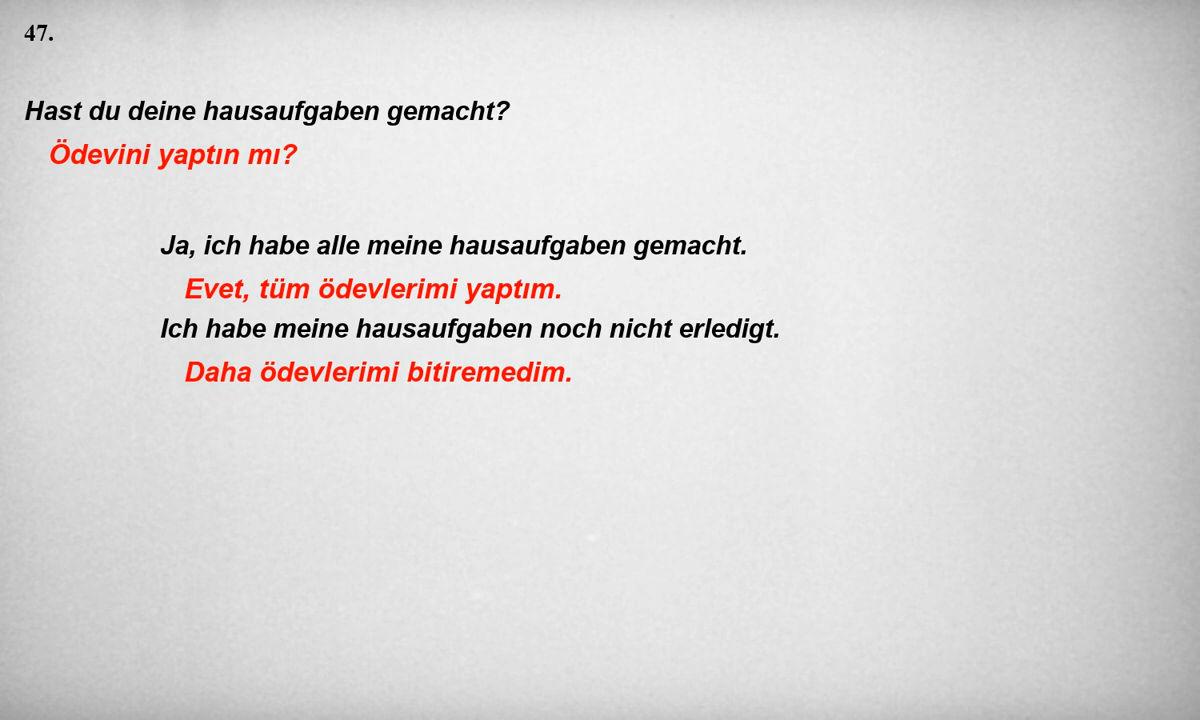 47.
Hast du deine hausaufgaben gemacht?
Ödevini yaptın mı?
Ja, ich habe alle meine hausaufgaben gemacht.
Evet, tüm ödevlerimi yaptım.
Ich habe meine hausaufgaben noch nicht erledigt.
Daha ödevlerimi bitiremedim.